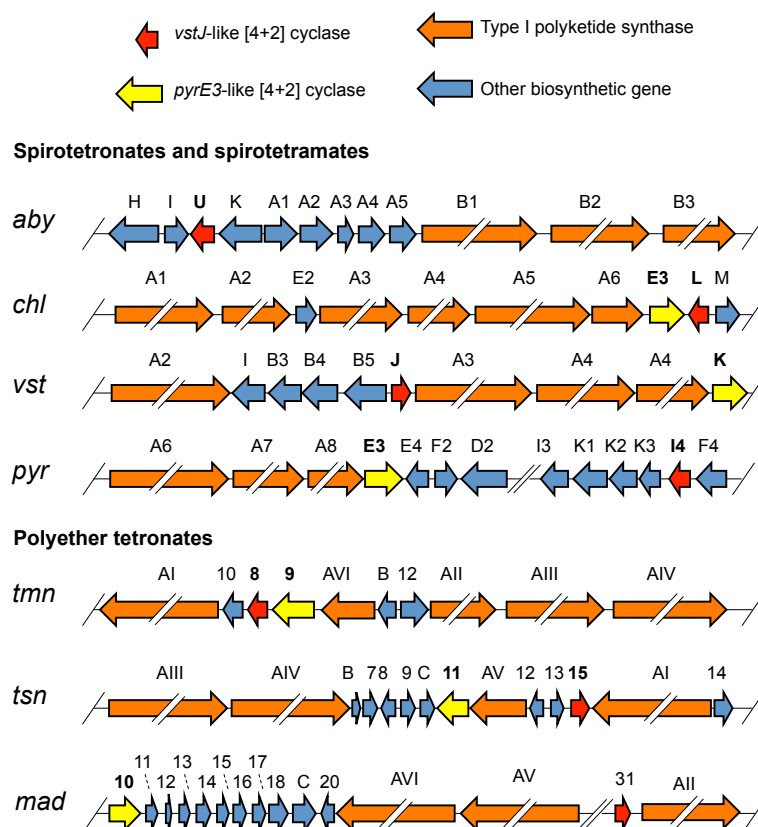 vstJ-like [4+2] cyclase
Type I polyketide synthase
pyrE3-like [4+2] cyclase
Other biosynthetic gene
Spirotetronates and spirotetramates
H I U K A1 A2 A3 A4 A5 B1 B2 B3
aby
A1 A2 E2 A3 A4 A5 A6 E3 L M
chl
A2 I B3 B4 B5 J A3 A4 A4 K
vst
A6 A7 A8 E3 E4 F2 D2 I3 K1 K2 K3 I4 F4
pyr
Polyether tetronates
AI 10 8 9 AVI B 12 AII AIII AIV
tmn
AIII AIV B 7 8 9 C 11 AV 12 13 15 AI 14
tsn
11 13 15 17
10 12 14 16 18 C 20 AVI AV 31 AII
mad